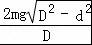 2mg√(D² − d²)
D